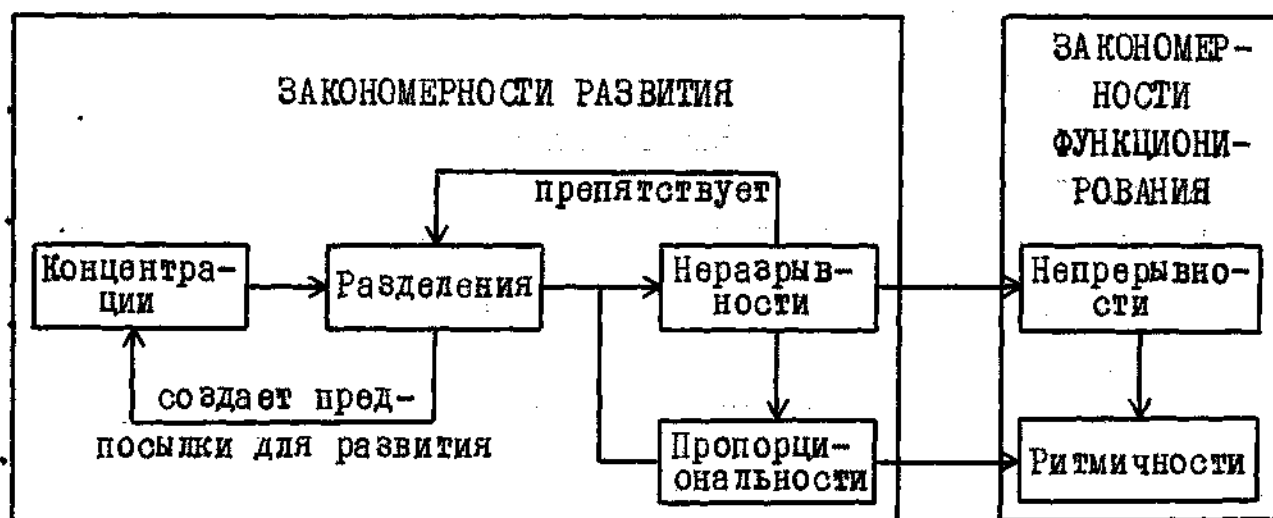 ЗАКОНОМЕРНОСТИ РАЗВИТИЯ
препятствует
Концентра-
ции
Разделения
Неразрыв-
ности
создает пред-
посылки для развития
Пропорци-
ональности
ЗАКОНОМЕР-
НОСТИ
ФУНКЦИОНИ-
РОВАНИЯ
Непрерывно-
сти
Ритмичности